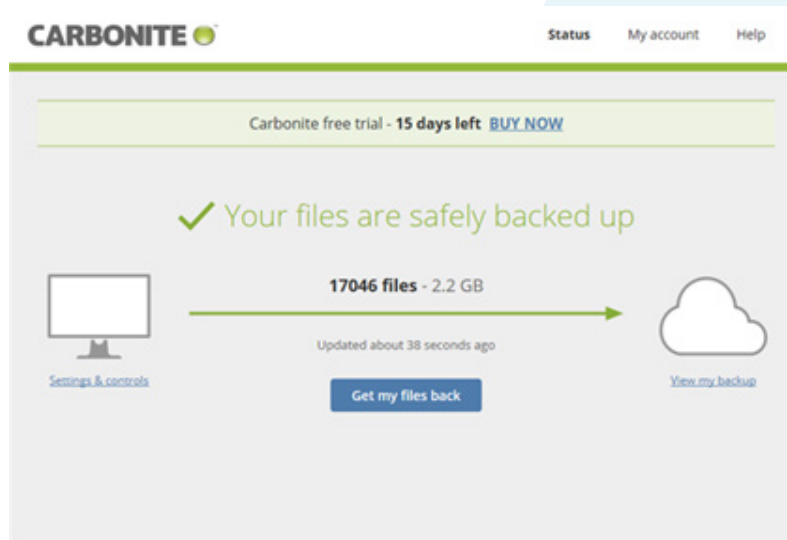 CARBONITE
Status My account Help
Carbonite free trial - 15 days left BUY NOW
Your files are safely backed up
17046 files - 2.2 GB
Updated about 38 seconds ago
Settings & controls
View my backup
Get my files back